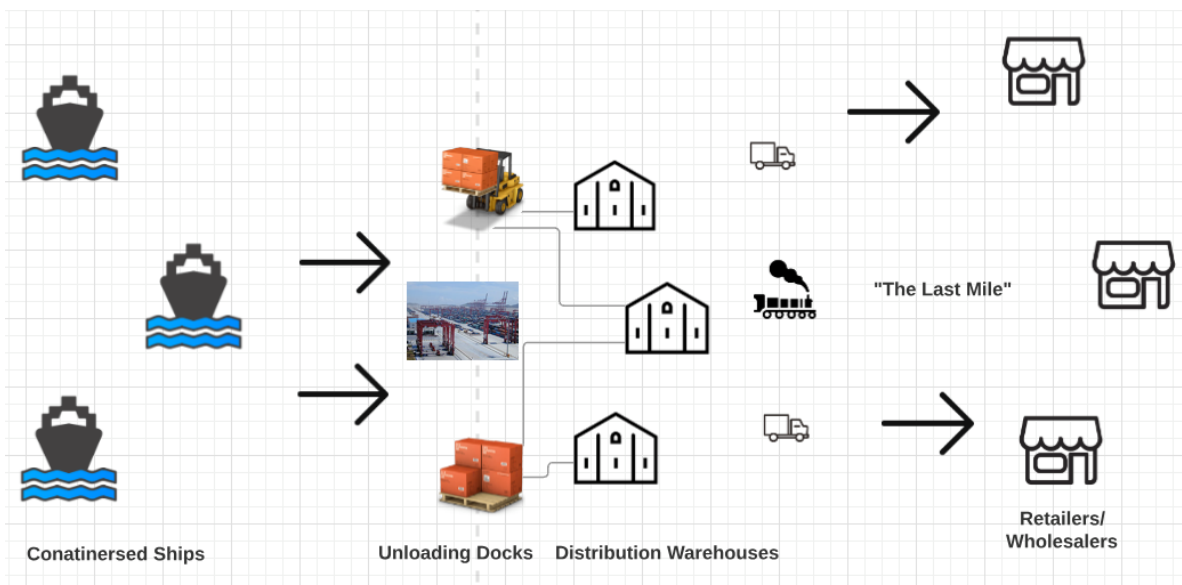 "The Last Mile"
Retailers/
Wholesalers
Conatinersed Ships
Unloading Docks
Distribution Warehouses